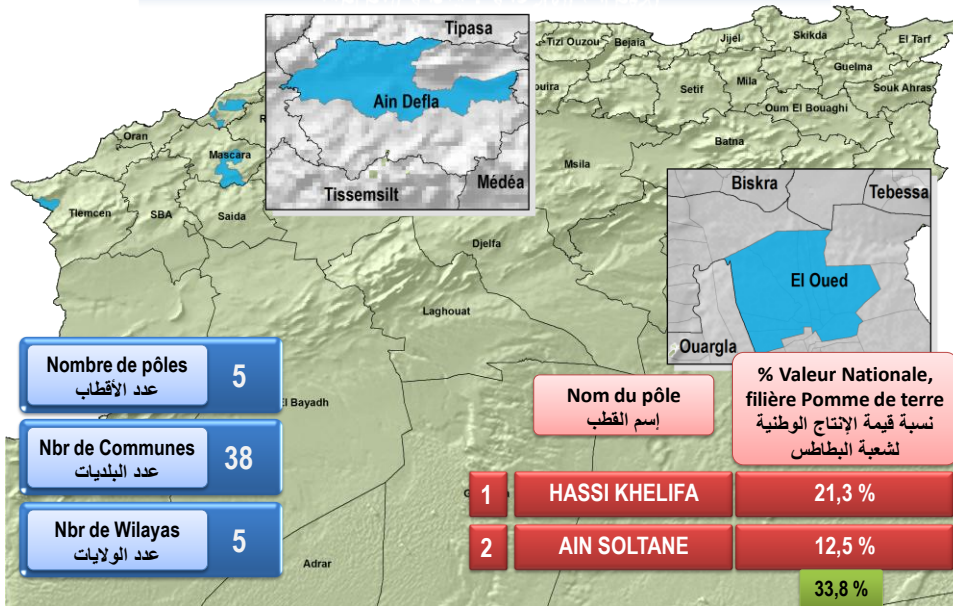 Tipasa
Ain Defla
Tissemsilt
Médéa
Tizi Ouzou
Bejaia
Jijel
Skikda
El Tarf
Guelma
Mila
Setif
Souk Ahras
Oum El Bouaghi
Batna
Oran
Mascara
Msila
Tlemcen
SBA
Saida
Djelfa
Laghouat
Biskra
Tebessa
El Oued
Ouargla
El Bayadh
Adrar
Nombre de pôles
عدد الأقطاب
5
Nbr de Communes
عدد البلديات
38
Nbr de Wilayas
عدد الولايات
5
Nom du pôle
إسم القطب
% Valeur Nationale,
filière Pomme de terre
نسبة قيمة الإنتاج الوطنية
لشعبة البطاطس
1 HASSI KHELIFA 21,3 %
2 AIN SOLTANE 12,5 %
33,8 %